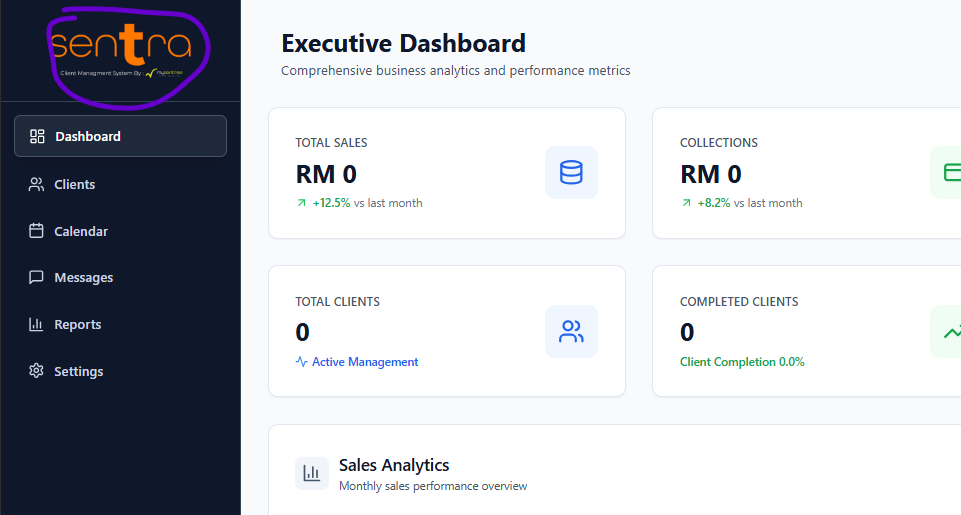 sentra
Client Managment System By
Executive Dashboard
Comprehensive business analytics and performance metrics
Dashboard
Clients
Calendar
Messages
Reports
Settings
TOTAL SALES
RM 0
+12.5% vs last month
COLLECTIONS
RM 0
+8.2% vs last month
TOTAL CLIENTS
0
Active Management
COMPLETED CLIENTS
0
Client Completion 0.0%
Sales Analytics
Monthly sales performance overview